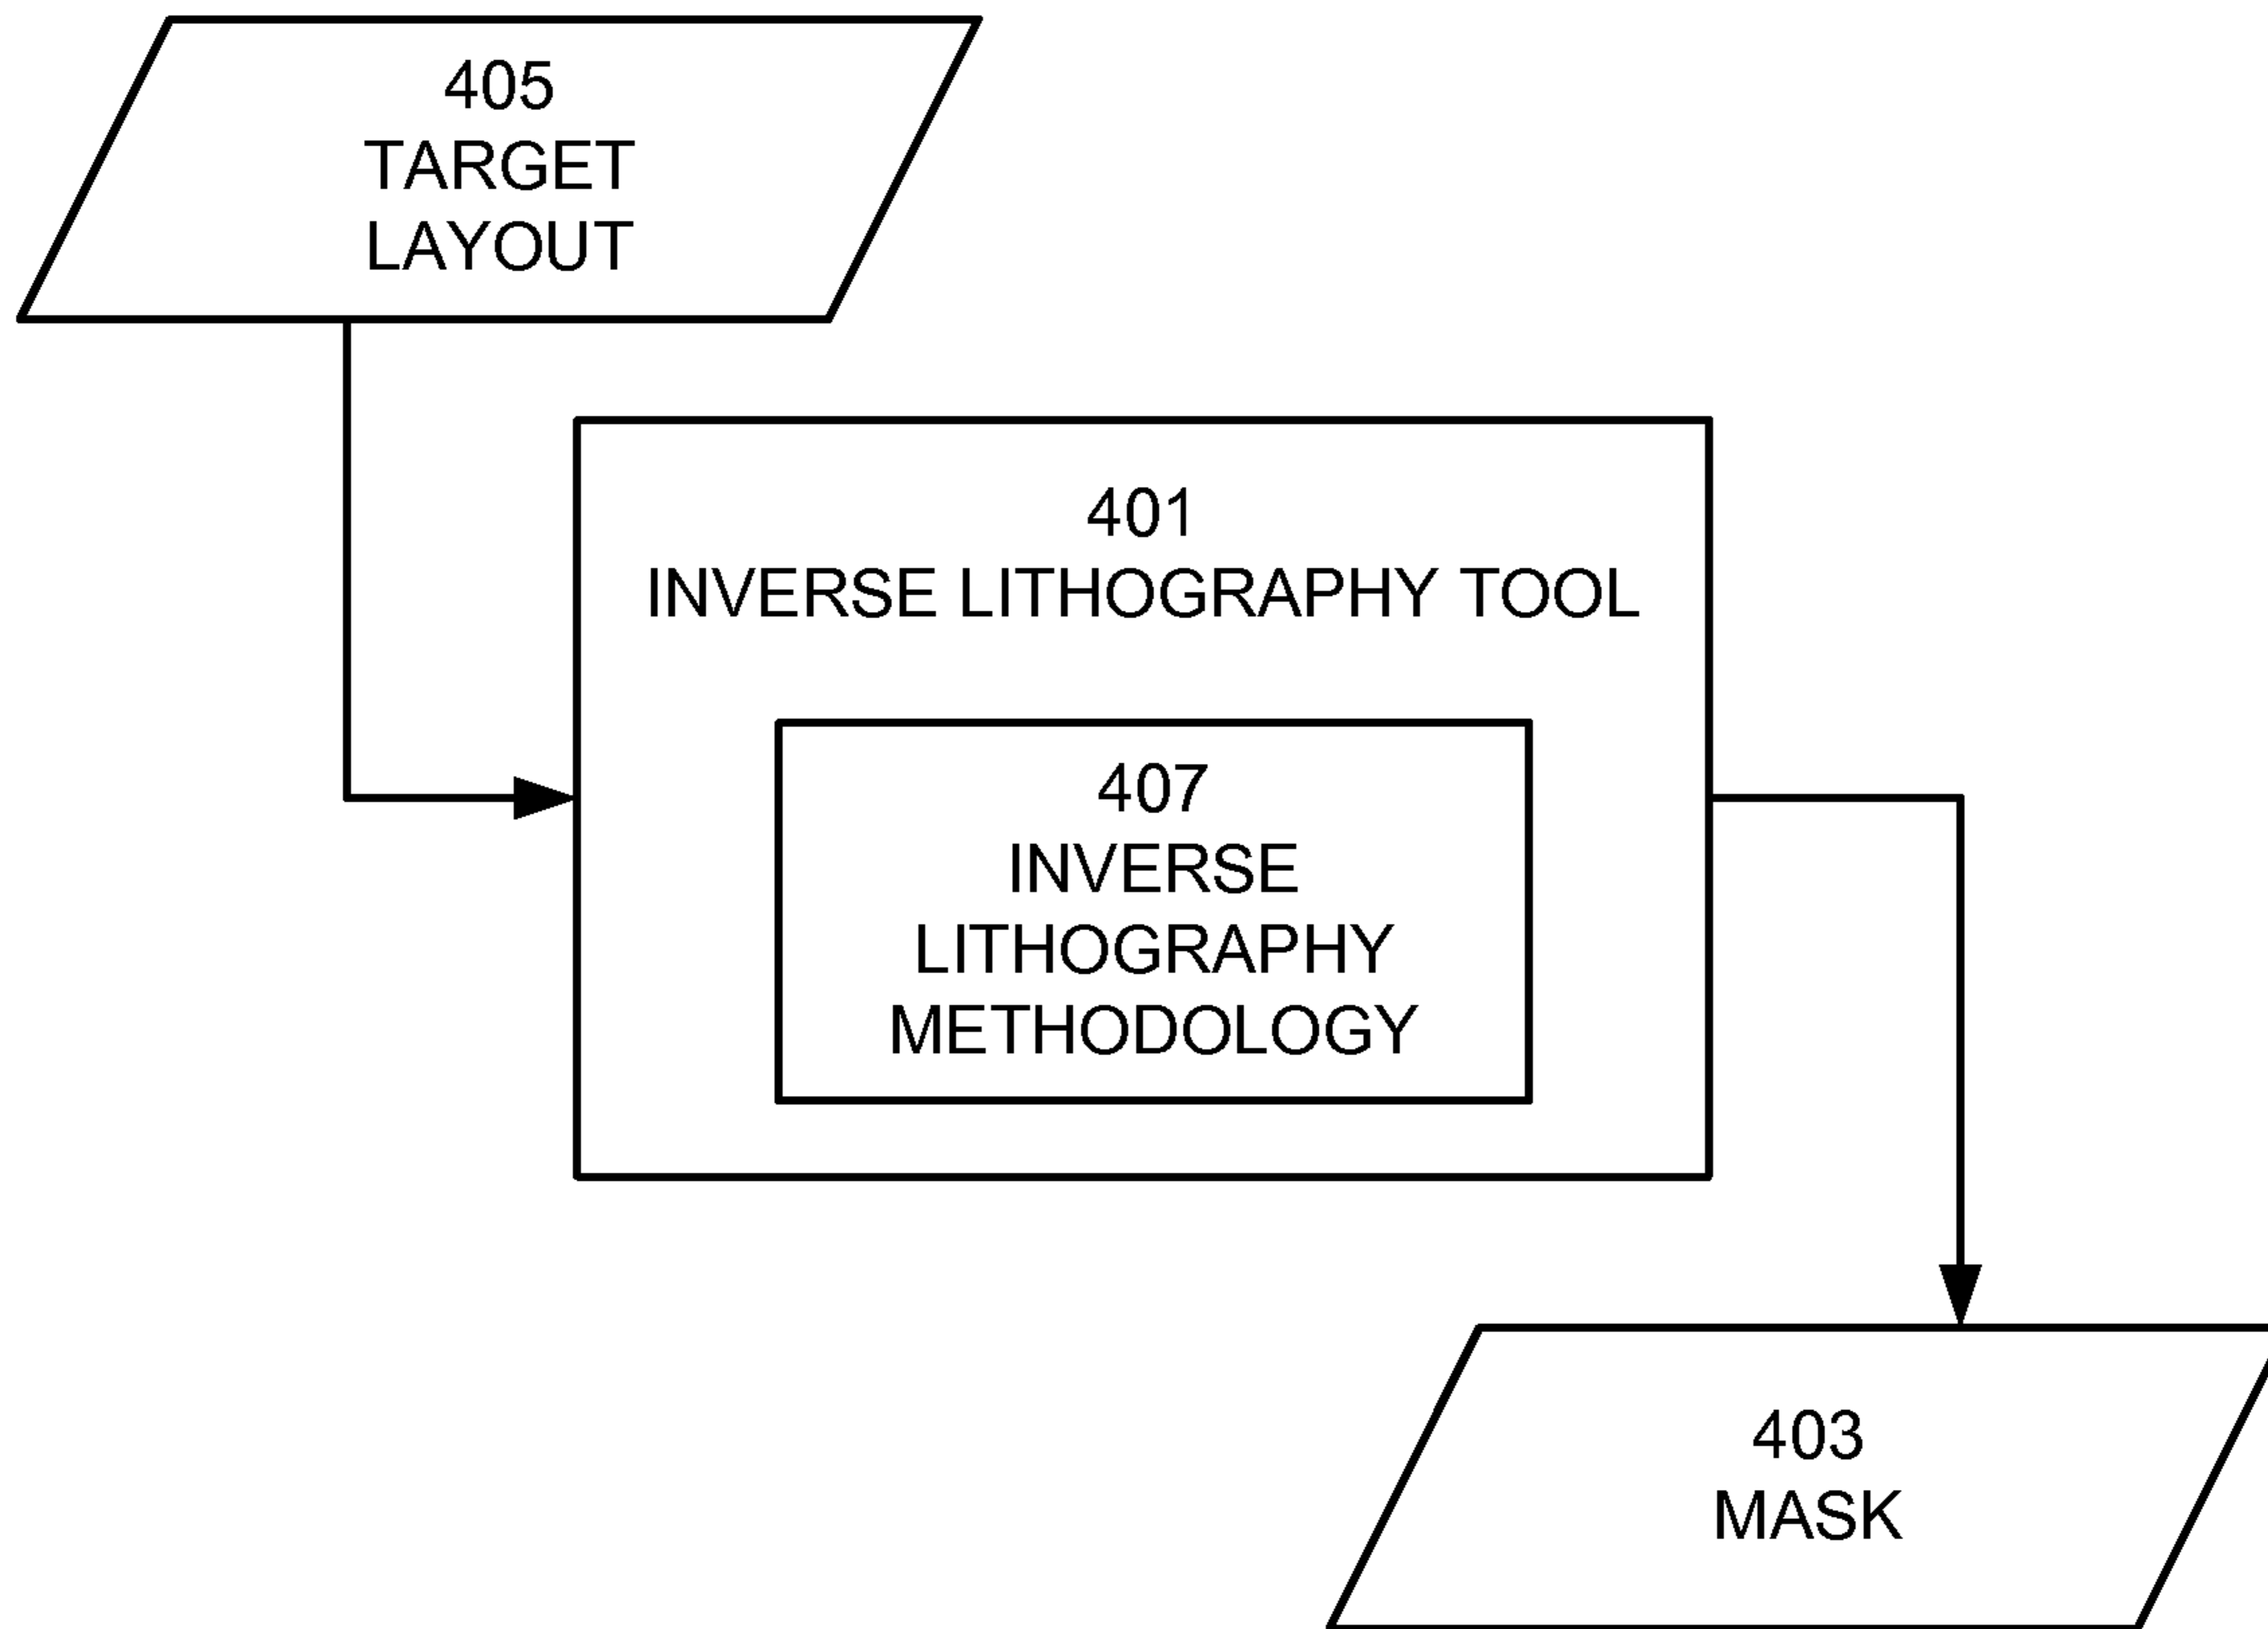 405
TARGET
LAYOUT
401
INVERSE LITHOGRAPHY TOOL
407
INVERSE
LITHOGRAPHY
METHODOLOGY
403
MASK